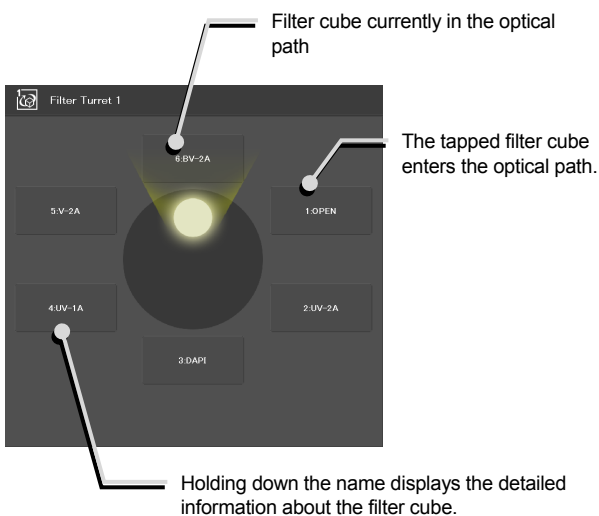 Filter cube currently in the optical
path
1
Filter Turret 1
6:BV-2A
The tapped filter cube
enters the optical path.
5:V-2A
1:OPEN
4:UV-1A
2:UV-2A
3:DAPI
Holding down the name displays the detailed
information about the filter cube.